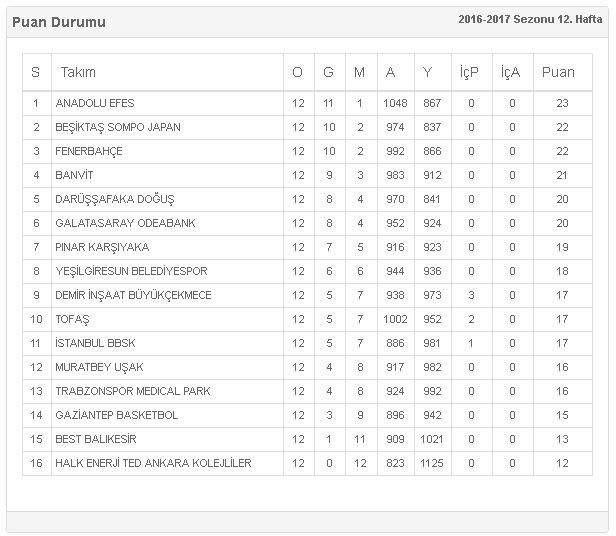 Puan Durumu 2016-2017 Sezonu 12. Hafta
S Takım O G M A Y İçP İçA Puan
1 ANADOLU EFES 12 11 1 1048 867 0 0 23
2 BEŞİKTAŞ SOMPO JAPAN 12 10 2 974 837 0 0 22
3 FENERBAHÇE 12 10 2 992 866 0 0 22
4 BANVİT 12 9 3 983 912 0 0 21
5 DARÜŞŞAFAKA DOĞUŞ 12 8 4 970 841 0 0 20
6 GALATASARAY ODEABANK 12 8 4 952 924 0 0 20
7 PINAR KARŞIYAKA 12 7 5 916 923 0 0 19
8 YEŞİLGİRESUN BELEDİYESPOR 12 6 6 944 936 0 0 18
9 DEMİR İNŞAAT BÜYÜKÇEKMECE 12 5 7 938 973 3 0 17
10 TOFAŞ 12 5 7 1002 952 2 0 17
11 İSTANBUL BBSK 12 5 7 886 981 1 0 17
12 MURATBEY UŞAK 12 4 8 917 982 0 0 16
13 TRABZONSPOR MEDICAL PARK 12 4 8 924 992 0 0 16
14 GAZİANTEP BASKETBOL 12 3 9 896 942 0 0 15
15 BEST BALIKESİR 12 1 11 909 1021 0 0 13
16 HALK ENERJİ TED ANKARA KOLEJLİLER 12 0 12 823 1125 0 0 12